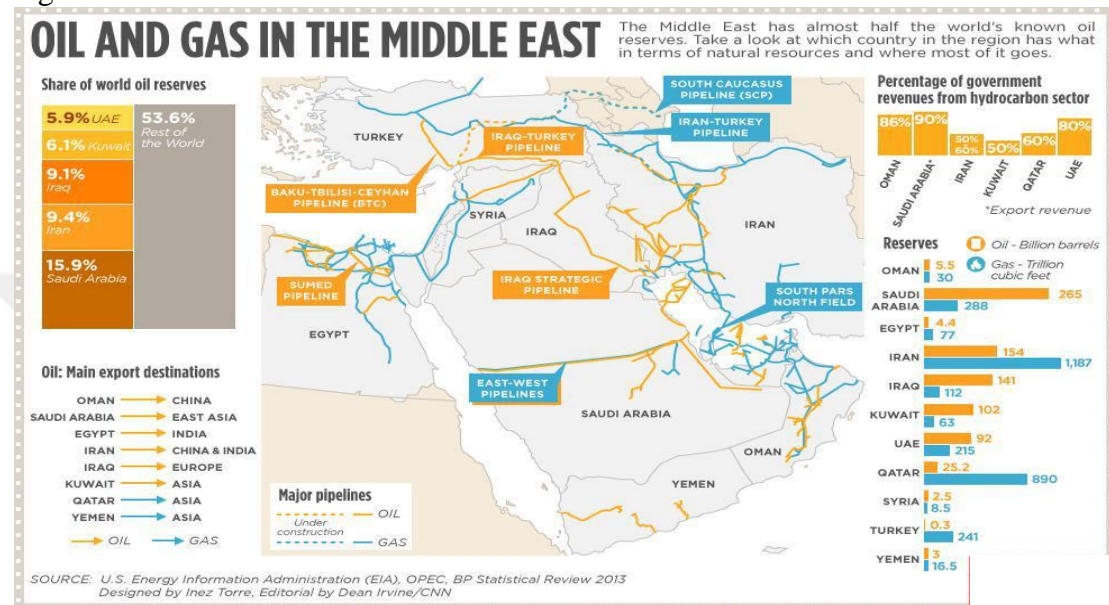 OIL AND GAS IN THE MIDDLE EAST
The Middle East has almost half the world's known oil
reserves. Take a look at which country in the region has what
in terms of natural resources and where most of it goes.
Share of world oil reserves
5.9% UAE
6.1% Kuwait
9.1%
Iraq
9.4%
Iran
15.9%
Saudi Arabia
53.6%
Rest of
the World
Oil: Main export destinations
OMAN CHINA
SAUDI ARABIA EAST ASIA
EGYPT INDIA
IRAN CHINA & INDIA
IRAQ EUROPE
KUWAIT ASIA
QATAR ASIA
YEMEN ASIA
OIL GAS
SOUTH CAUCASUS
PIPELINE (SCP)
IRAN-TURKEY
PIPELINE
TURKEY
IRAQ-TURKEY
PIPELINE
BAKU-TBILISI-CEYHAN
PIPELINE (BTC)
SYRIA
IRAQ
IRAN
SUMED
PIPELINE
IRAQ STRATEGIC
PIPELINE
SOUTH PARS
NORTH FIELD
EGYPT
EAST-WEST
PIPELINES
SAUDI ARABIA
OMAN
YEMEN
Major pipelines
Under
construction
OIL
GAS
Percentage of government
revenues from hydrocarbon sector
86%
90%
50%
60%
50%
60%
80%
OMAN
SAUDI ARABIA*
IRAN
KUWAIT
QATAR
UAE
*Export revenue
Reserves
Oil - Billion barrels
Gas - Trillion
cubic feet
OMAN
5.5
30
SAUDI
ARABIA
265
288
EGYPT
4.4
77
IRAN
154
1,187
IRAQ
141
112
KUWAIT
102
63
UAE
92
215
QATAR
25.2
890
SYRIA
2.5
8.5
TURKEY
0.3
241
YEMEN
3
16.5
SOURCE: U.S. Energy Information Administration (EIA), OPEC, BP Statistical Review 2013
Designed by Inez Torre, Editorial by Dean Irvine/CNN